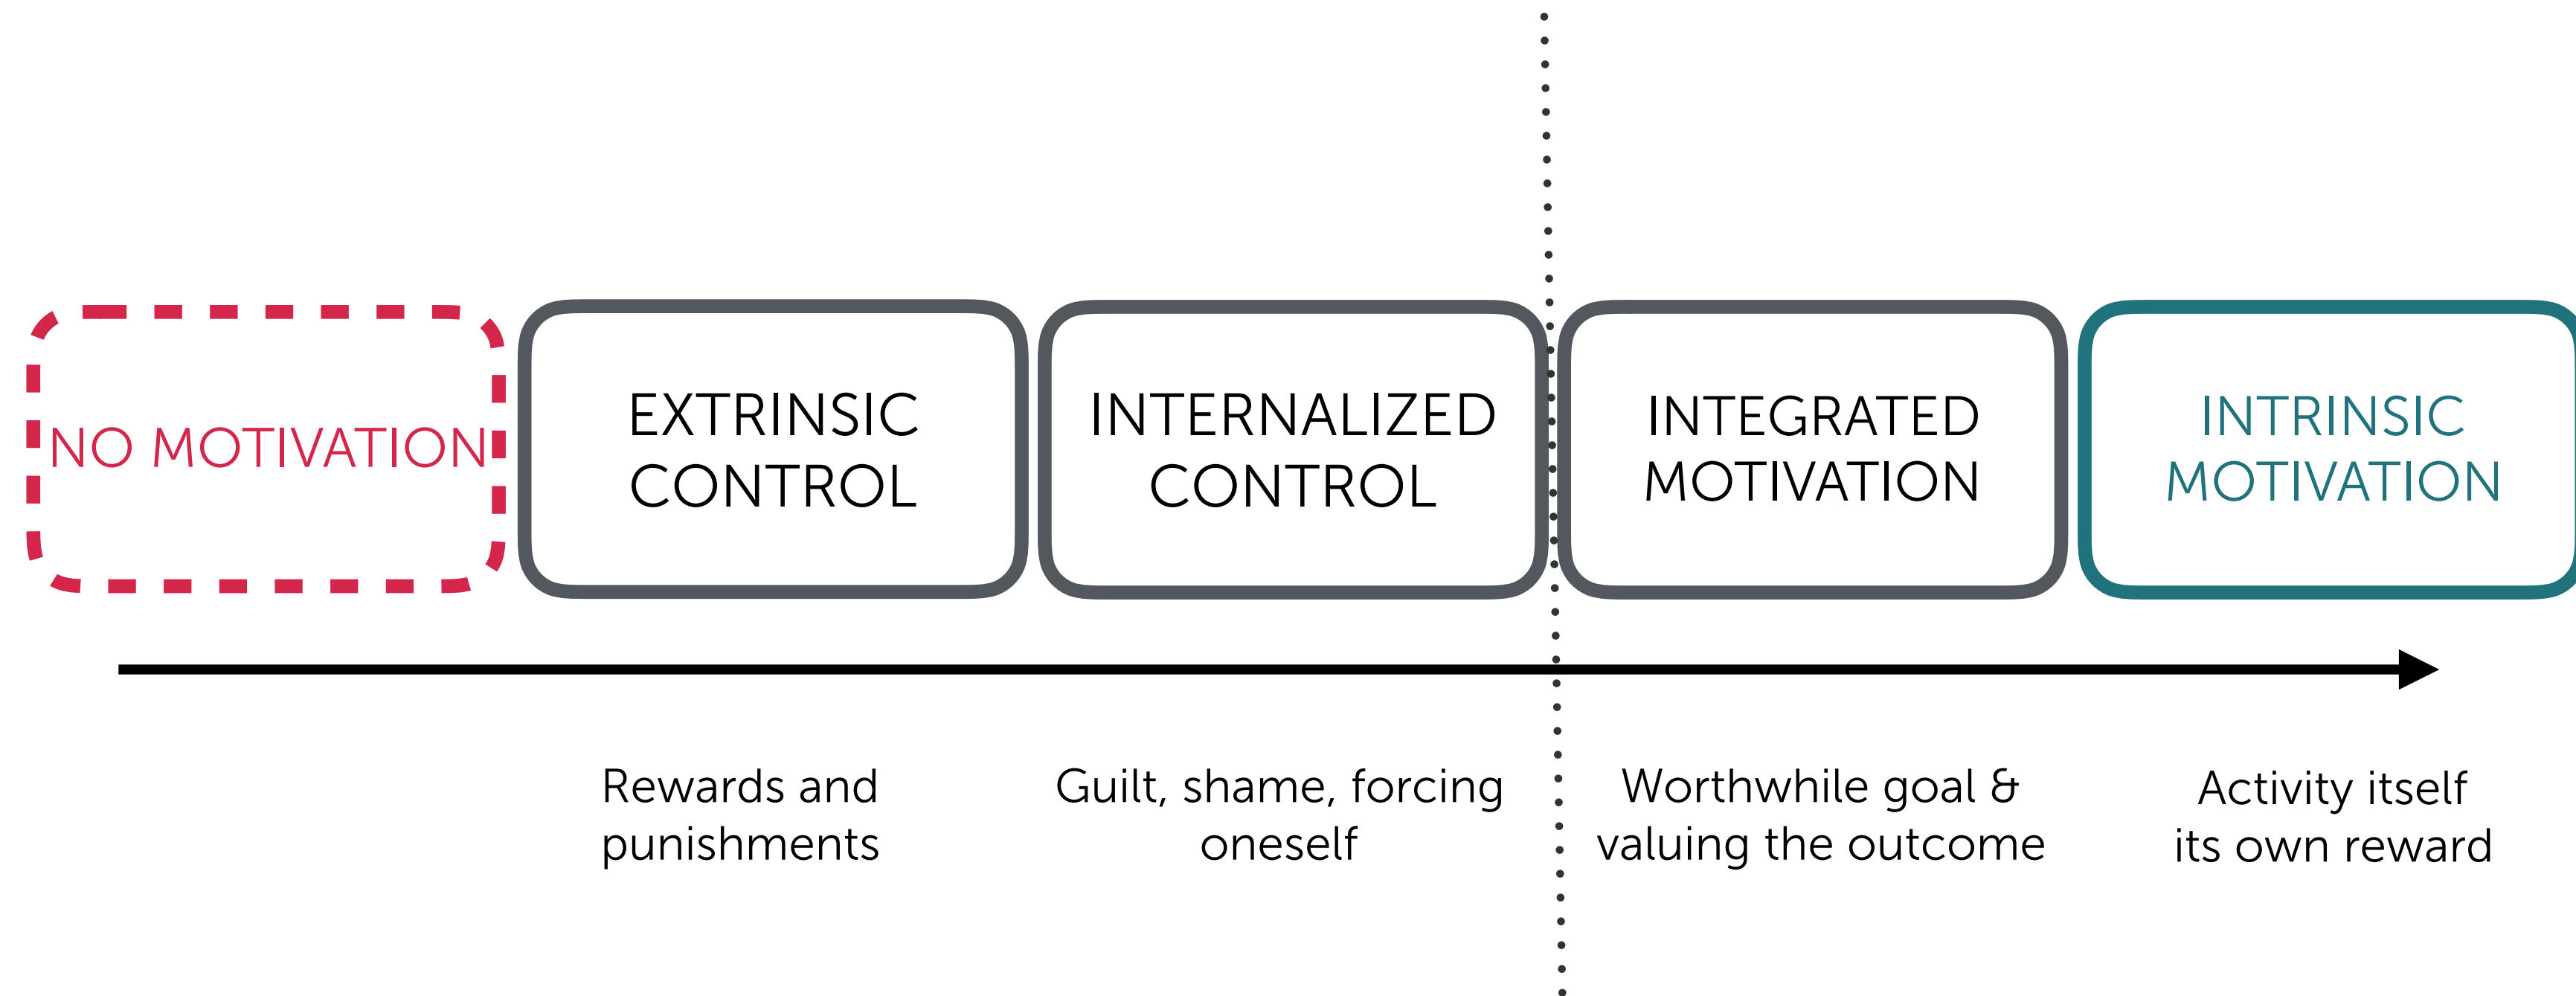 NO MOTIVATION
EXTRINSIC
CONTROL
INTERNALIZED
CONTROL
INTEGRATED
MOTIVATION
INTRINSIC
MOTIVATION
Rewards and
punishments
Guilt, shame, forcing
oneself
Worthwhile goal &
valuing the outcome
Activity itself
its own reward